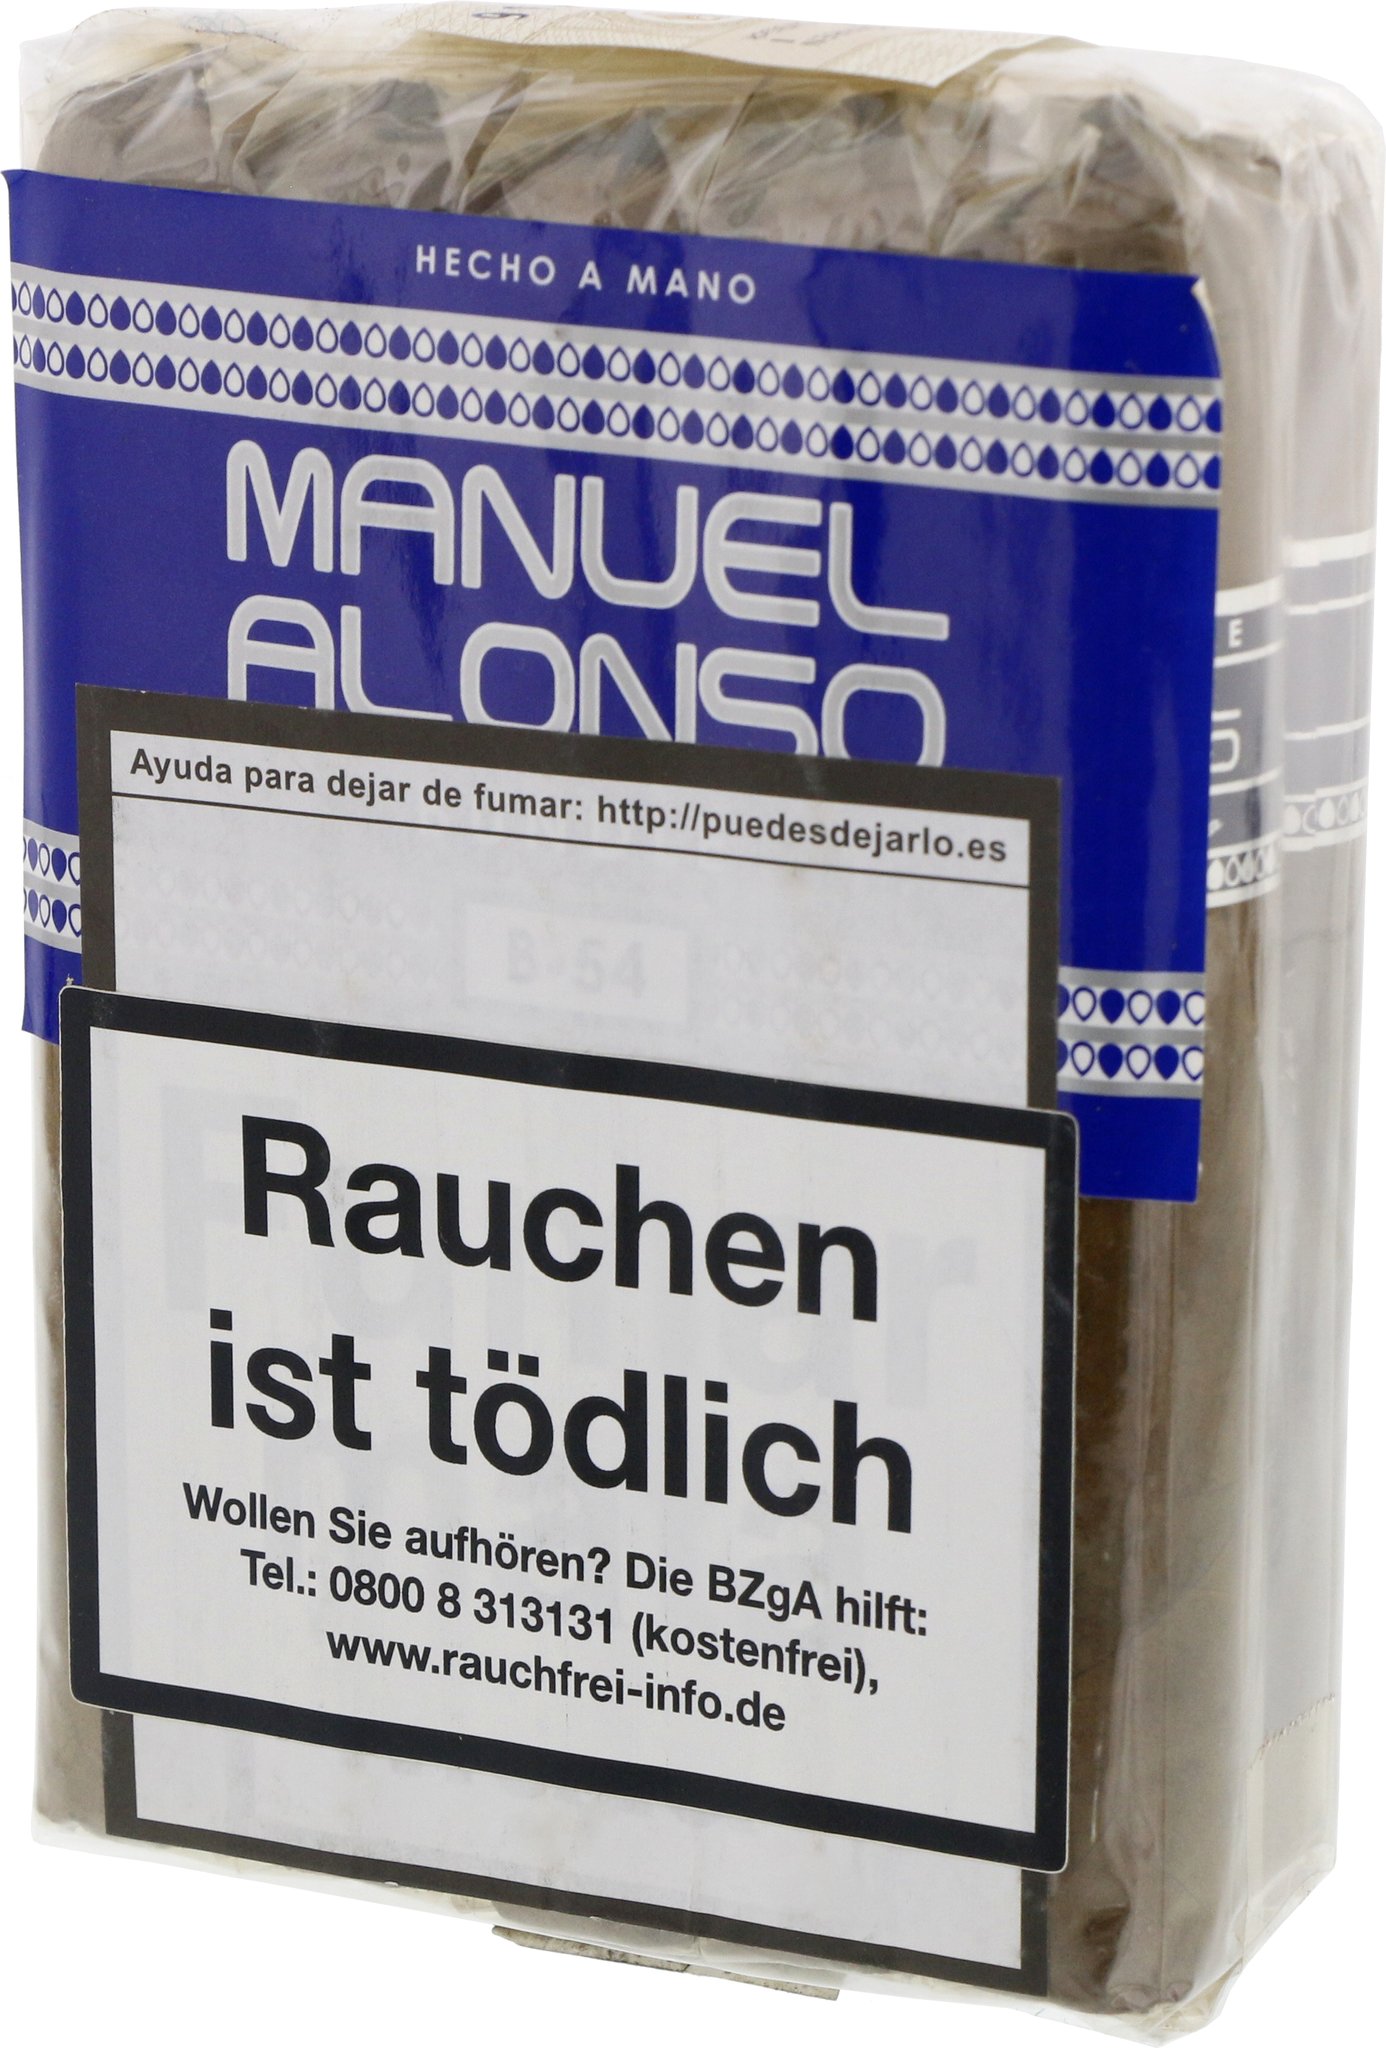 HECHO A MANO
MANUEL
ALONSO
Ayuda para dejar de fumar: http://puedesdejarlo.es
Rauchen
ist tödlich
Wollen Sie aufhören? Die BZgA hilft:
Tel.: 0800 8 313131 (kostenfrei),
www.rauchfrei-info.de